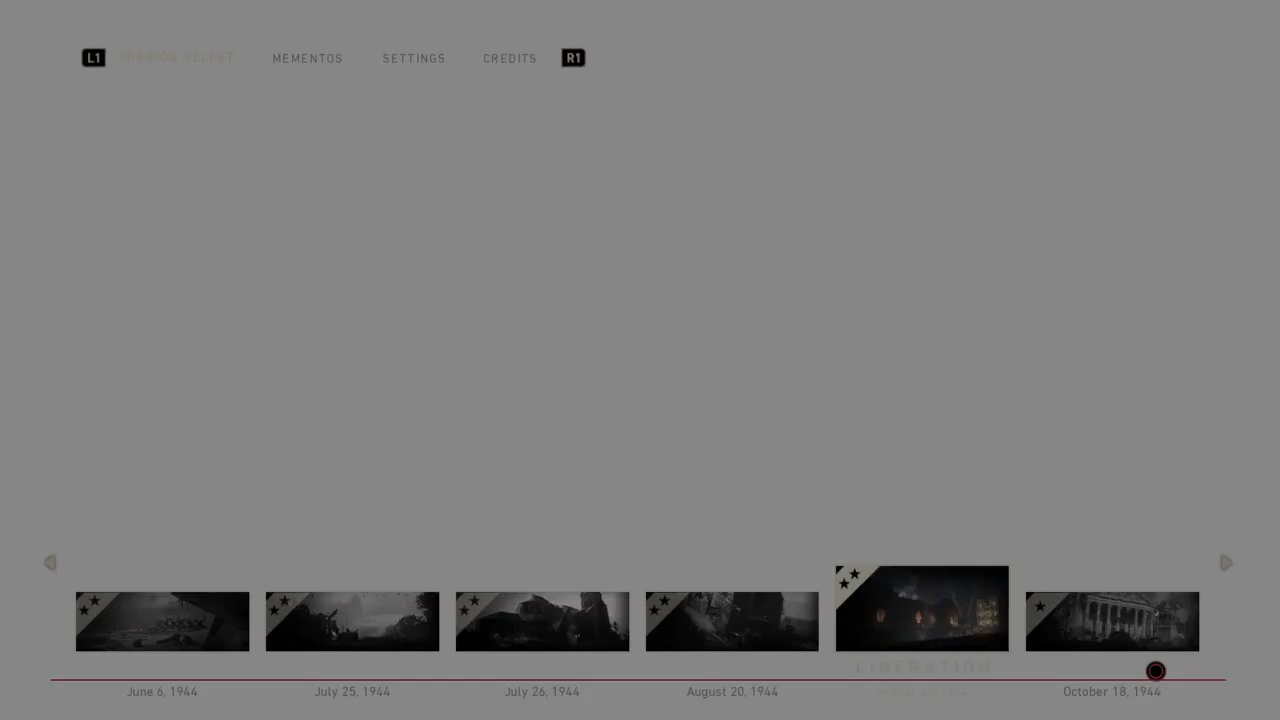 L1 MISSION SELECT MEMENTOS SETTINGS CREDITS R1
LIBERATION
June 6, 1944 July 25, 1944 July 26, 1944 August 20, 1944 October 18, 1944